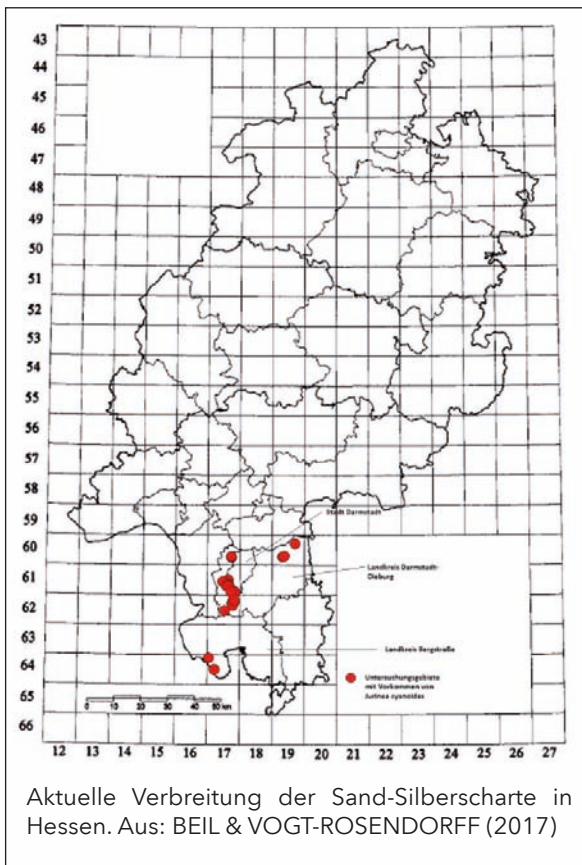 43
44
45
46
47
48
49
50
51
52
53
54
55
56
57
58
59
60
61
62
63
64
65
66
Stadt Darmstadt
Landkreis Darmstadt-
Dieburg
Landkreis Bergstraße
Untersuchungsgebiete
mit Vorkommen von
Jurinea cyanoides
0 10 20 30 40 50 km
12 13 14 15 16 17 18 19 20 21 22 23 24 25 26 27
Aktuelle Verbreitung der Sand-Silberscharte in
Hessen. Aus: BEIL & VOGT-ROSENDORFF (2017)